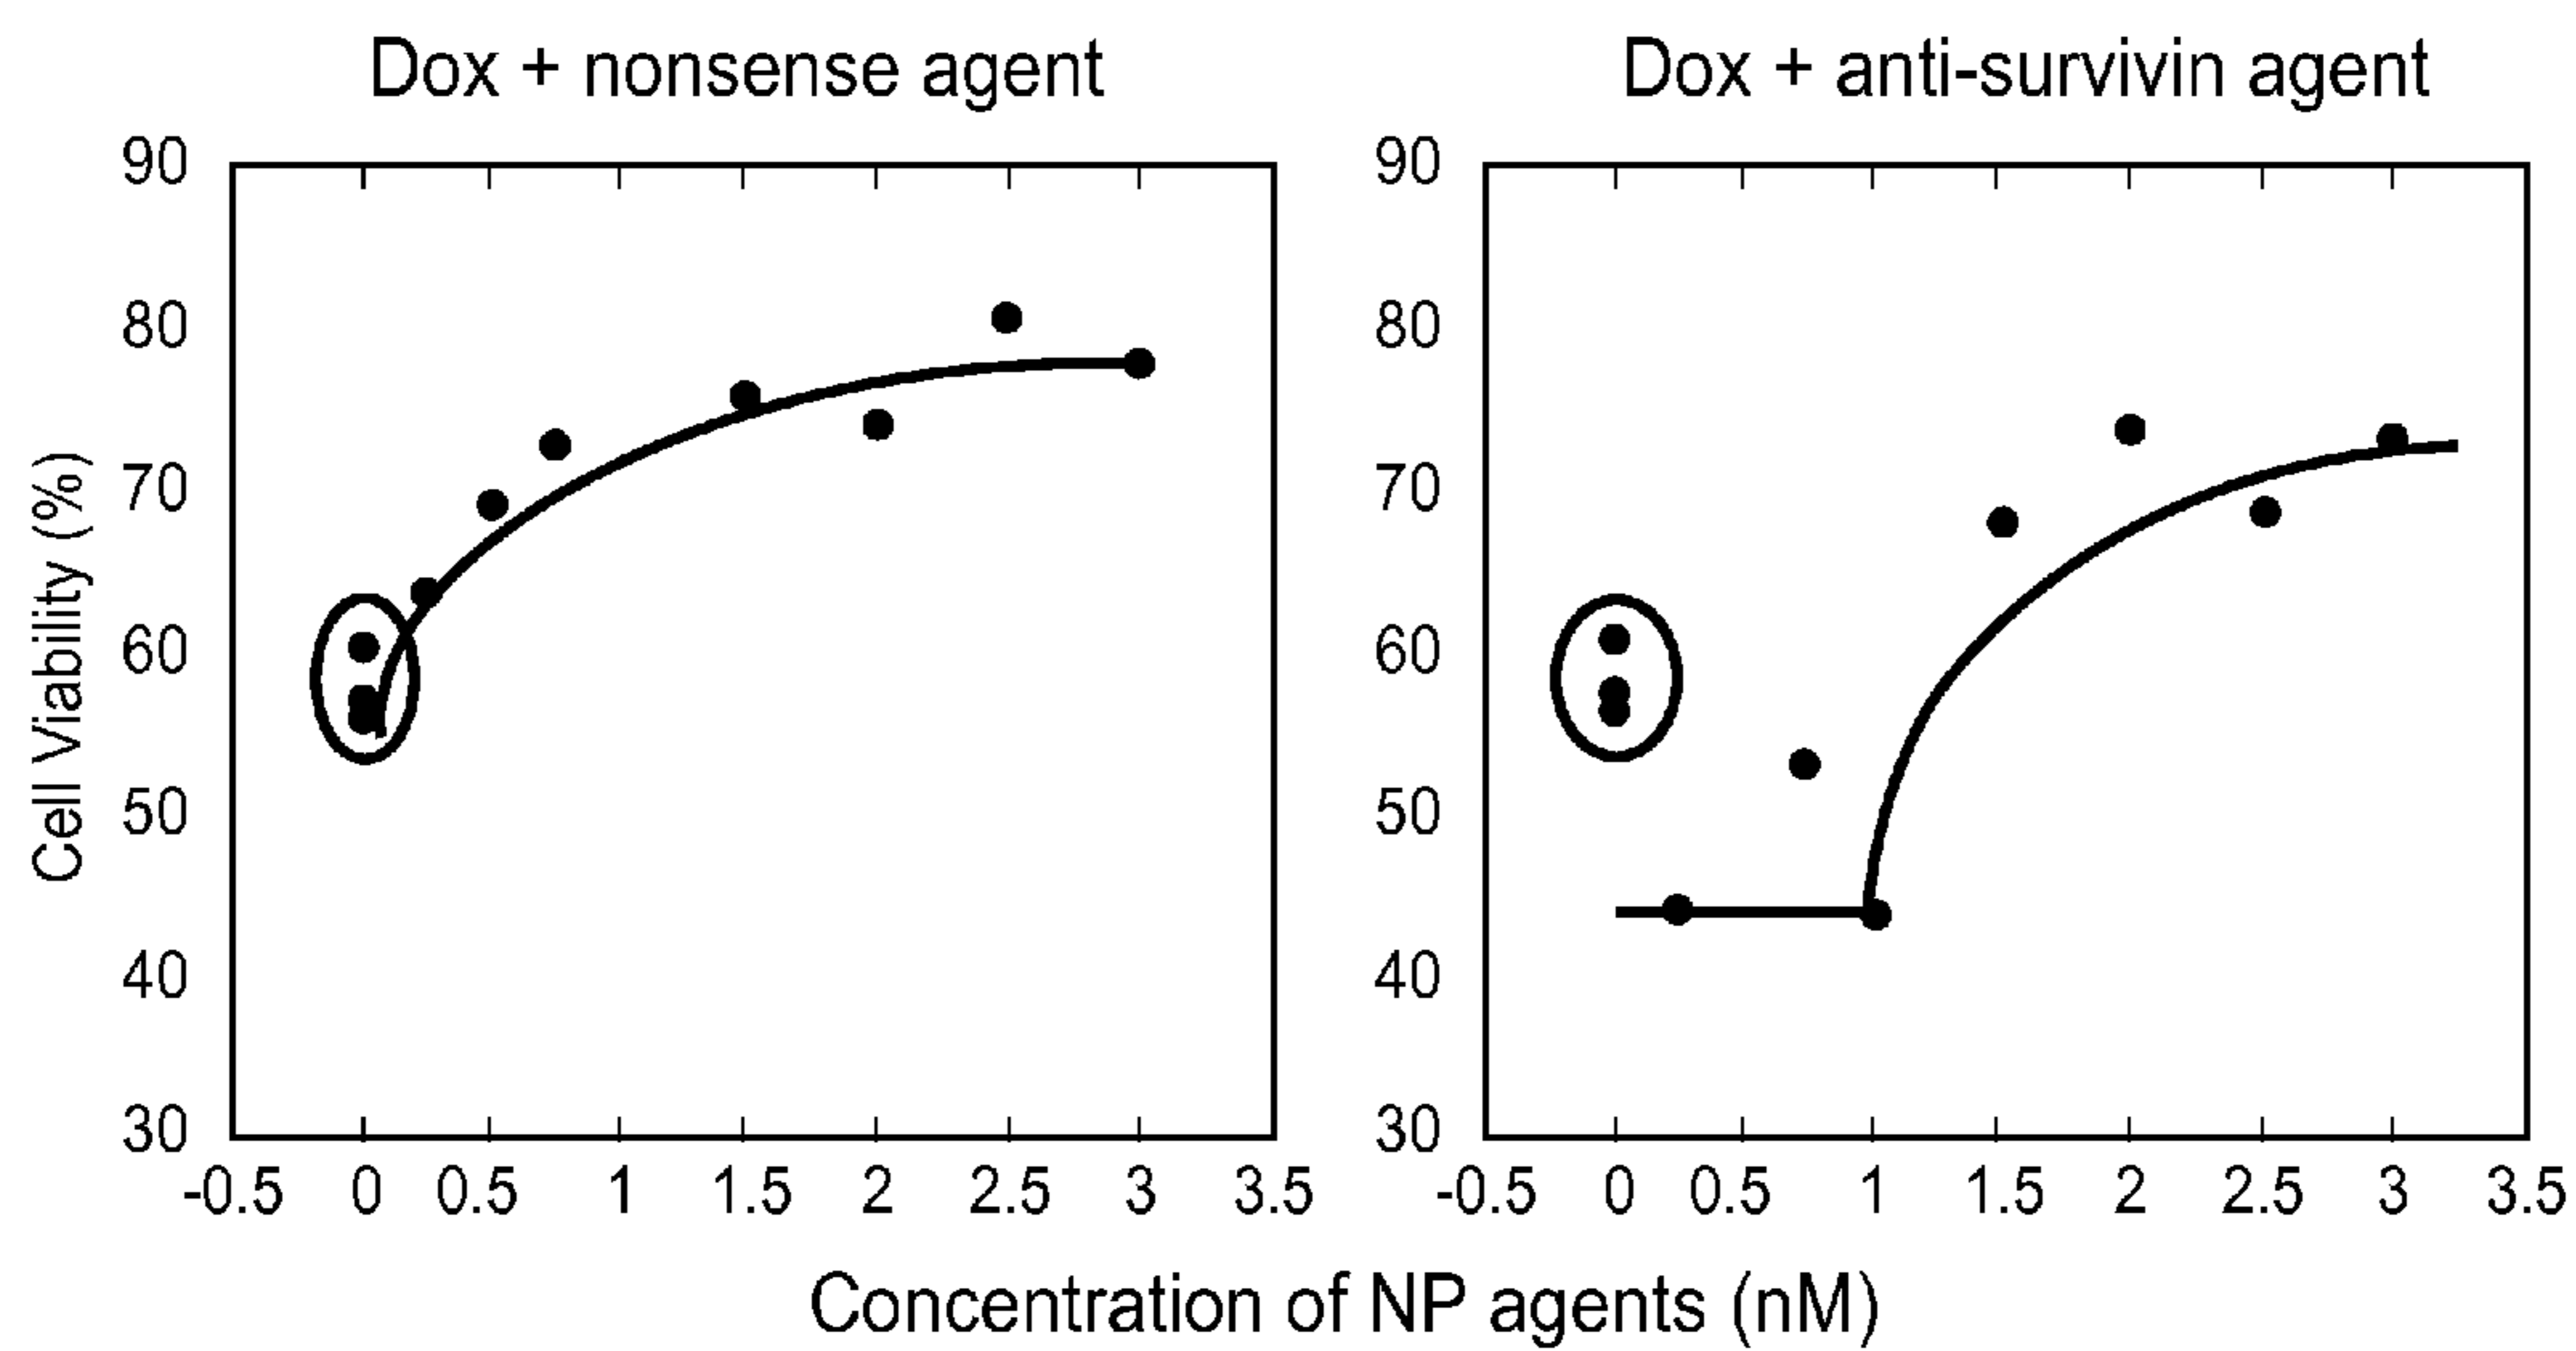 Dox + nonsense agent
Dox + anti-survivin agent
Cell Viability (%)
90
80
70
60
50
40
30
-0.5 0 0.5 1 1.5 2 2.5 3 3.5
90
80
70
60
50
40
30
-0.5 0 0.5 1 1.5 2 2.5 3 3.5
Concentration of NP agents (nM)